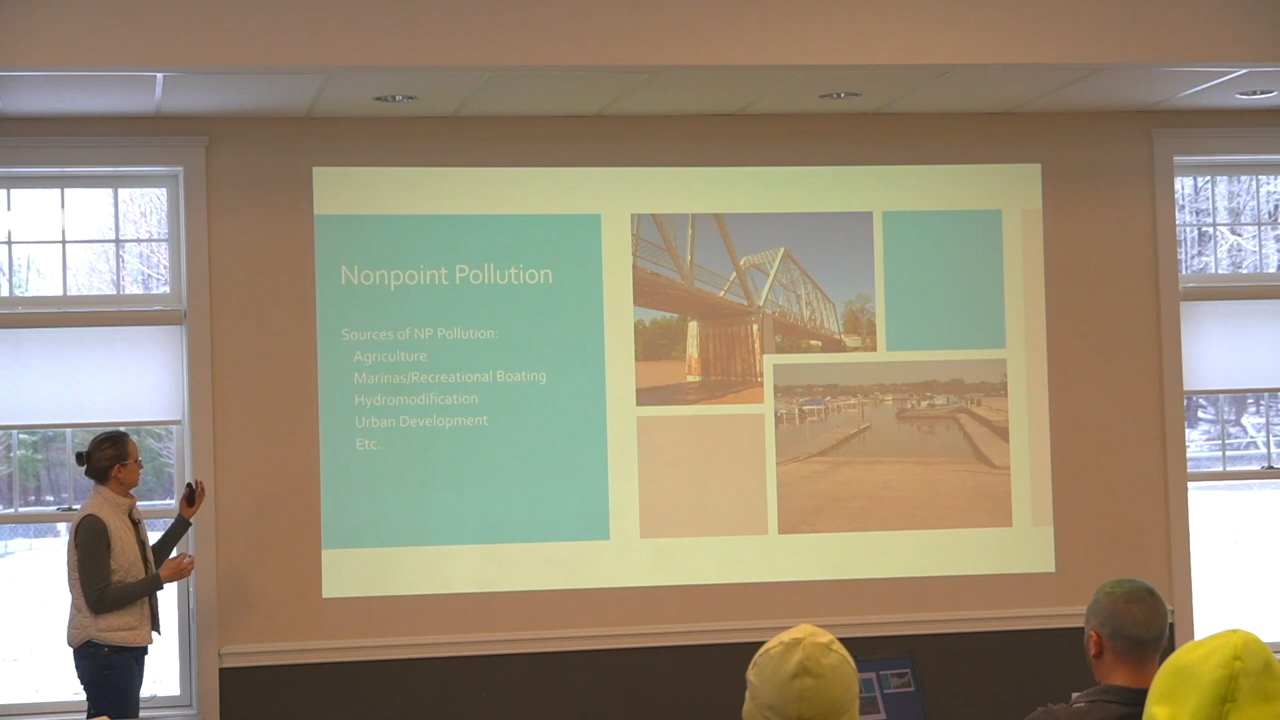 Nonpoint Pollution
Sources of NP Pollution:
Agriculture
Marinas/Recreational Boating
Hydromodification
Urban Development
Etc.